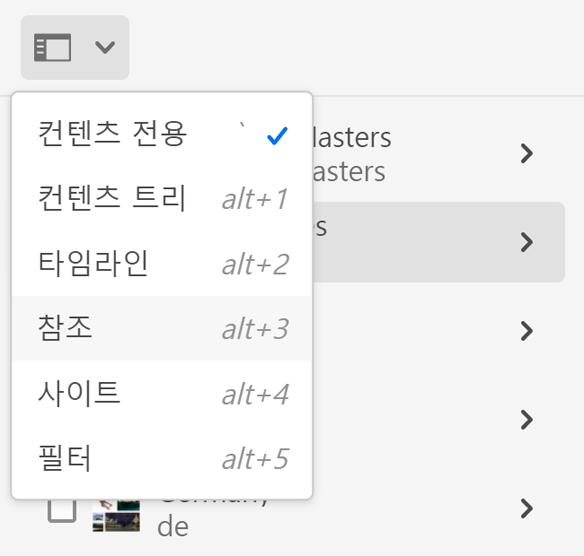 컨텐츠 전용 `
컨텐츠 트리 alt+1
타임라인 alt+2
참조 alt+3
사이트 alt+4
필터 alt+5
asters
s
de